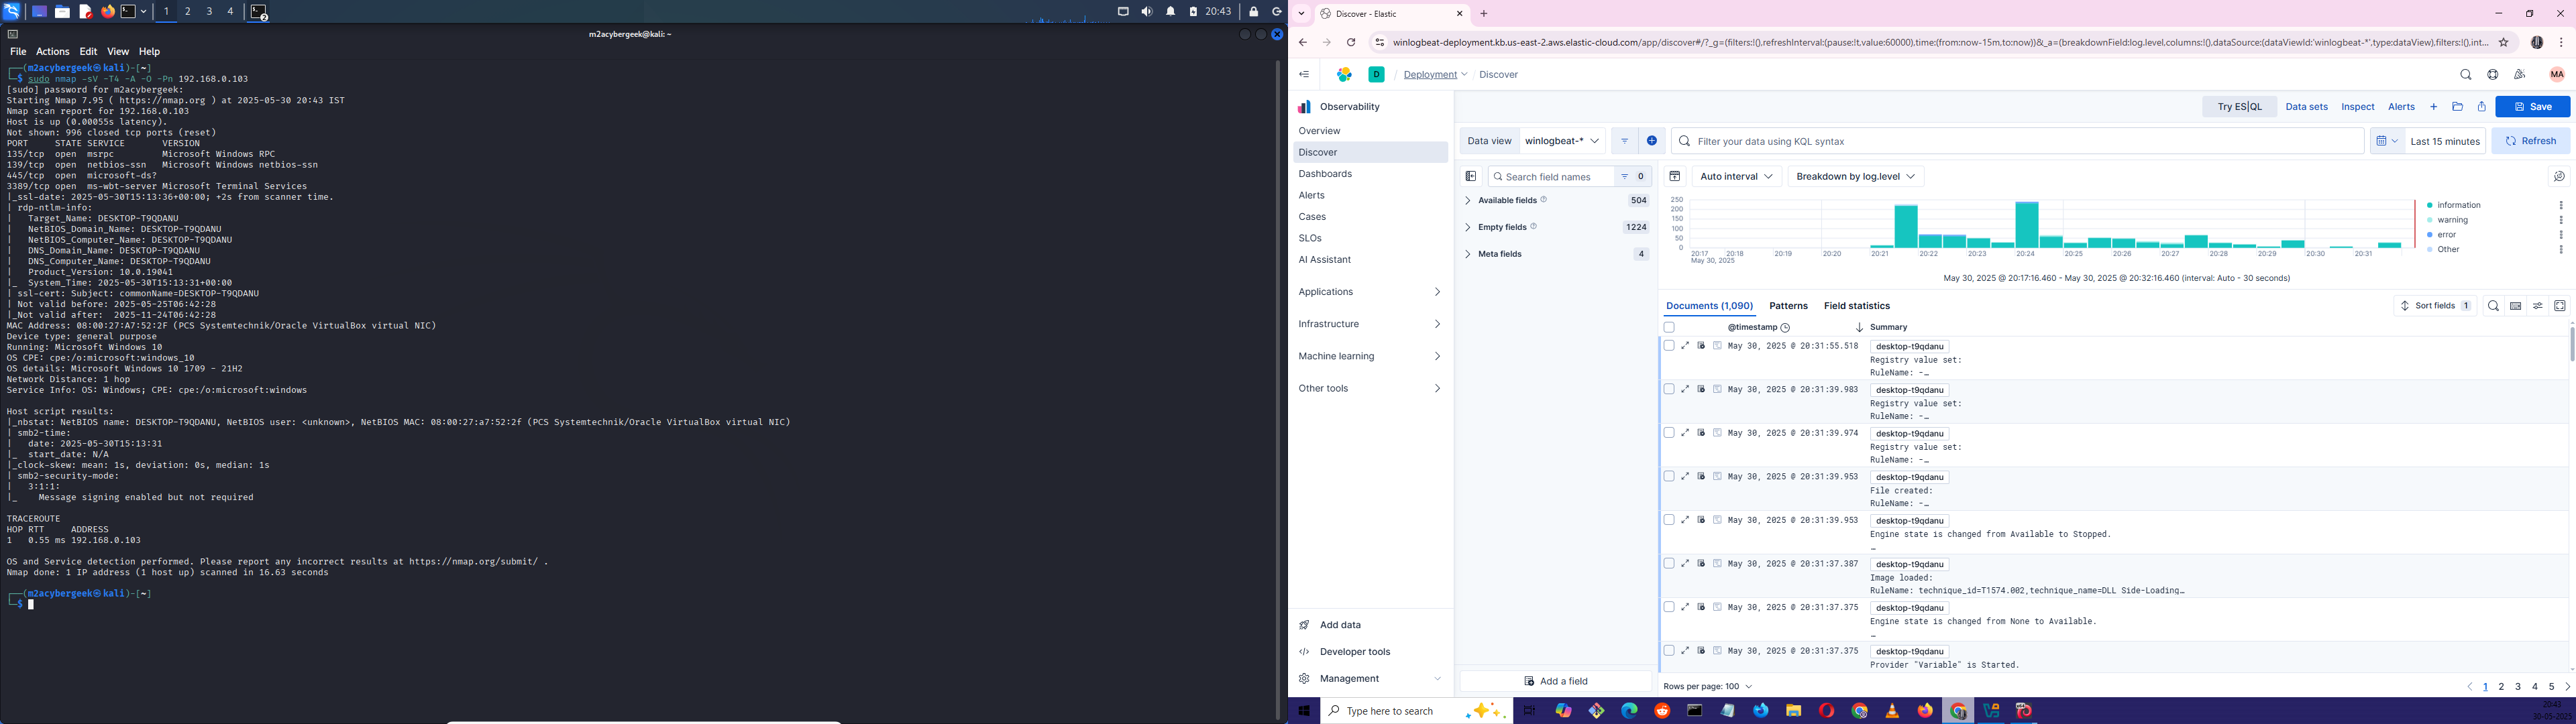 1 2 3 4 2 20:43
m2acybergeek@kali: ~
File Actions Edit View Help
┌──(m2acybergeek㉿kali)-[~]
└─$ sudo nmap -sV -T4 -A -O -Pn 192.168.0.103
[sudo] password for m2acybergeek:
Starting Nmap 7.95 ( https://nmap.org ) at 2025-05-30 20:43 IST
Nmap scan report for 192.168.0.103
Host is up (0.00055s latency).
Not shown: 996 closed tcp ports (reset)
PORT     STATE SERVICE       VERSION
135/tcp  open  msrpc         Microsoft Windows RPC
139/tcp  open  netbios-ssn   Microsoft Windows netbios-ssn
445/tcp  open  microsoft-ds?
3389/tcp open  ms-wbt-server Microsoft Terminal Services
|_ssl-date: 2025-05-30T15:13:36+00:00; +2s from scanner time.
| rdp-ntlm-info:
|   Target_Name: DESKTOP-T9QDANU
|   NetBIOS_Domain_Name: DESKTOP-T9QDANU
|   NetBIOS_Computer_Name: DESKTOP-T9QDANU
|   DNS_Domain_Name: DESKTOP-T9QDANU
|   DNS_Computer_Name: DESKTOP-T9QDANU
|   Product_Version: 10.0.19041
|_  System_Time: 2025-05-30T15:13:31+00:00
| ssl-cert: Subject: commonName=DESKTOP-T9QDANU
| Not valid before: 2025-05-25T06:42:28
|_Not valid after:  2025-11-24T06:42:28
MAC Address: 08:00:27:A7:52:2F (PCS Systemtechnik/Oracle VirtualBox virtual NIC)
Device type: general purpose
Running: Microsoft Windows 10
OS CPE: cpe:/o:microsoft:windows_10
OS details: Microsoft Windows 10 1709 - 21H2
Network Distance: 1 hop
Service Info: OS: Windows; CPE: cpe:/o:microsoft:windows
Host script results:
|_nbstat: NetBIOS name: DESKTOP-T9QDANU, NetBIOS user: <unknown>, NetBIOS MAC: 08:00:27:a7:52:2f (PCS Systemtechnik/Oracle VirtualBox virtual NIC)
| smb2-time:
|   date: 2025-05-30T15:13:31
|_  start_date: N/A
|_clock-skew: mean: 1s, deviation: 0s, median: 1s
| smb2-security-mode:
|   3:1:1:
|_    Message signing enabled but not required
TRACEROUTE
HOP RTT     ADDRESS
1   0.55 ms 192.168.0.103
OS and Service detection performed. Please report any incorrect results at https://nmap.org/submit/ .
Nmap done: 1 IP address (1 host up) scanned in 16.63 seconds
┌──(m2acybergeek㉿kali)-[~]
└─$
Discover - Elastic
winlogbeat-deployment.kb.us-east-2.aws.elastic-cloud.com/app/discover#/?_g=(filters:!(),refreshInterval:(pause:!t,value:60000),time:(from:now-15m,to:now))&_a=(breakdownField:log.level,columns:!(),dataSource:(dataViewId:'winlogbeat-*',type:dataView),filters:!(),int...
D / Deployment / Discover MA
Observability
Overview
Discover
Dashboards
Alerts
Cases
SLOs
AI Assistant
Applications
Infrastructure
Machine learning
Other tools
Add data
Developer tools
Management
Try ES|QL Data sets Inspect Alerts Save
Data view winlogbeat-* Filter your data using KQL syntax Last 15 minutes Refresh
Search field names 0
Available fields 504
Empty fields 1224
Meta fields 4
Add a field
Auto interval Breakdown by log.level
250
200
150
100
50
0
20:17 20:18 20:19 20:20 20:21 20:22 20:23 20:24 20:25 20:26 20:27 20:28 20:29 20:30 20:31
May 30, 2025
information
warning
error
Other
May 30, 2025 @ 20:17:16.460 - May 30, 2025 @ 20:32:16.460 (interval: Auto - 30 seconds)
Documents (1,090) Patterns Field statistics Sort fields 1
@timestamp Summary
May 30, 2025 @ 20:31:55.518 desktop-t9qdanu
Registry value set:
RuleName: -…
May 30, 2025 @ 20:31:39.983 desktop-t9qdanu
Registry value set:
RuleName: -…
May 30, 2025 @ 20:31:39.974 desktop-t9qdanu
Registry value set:
RuleName: -…
May 30, 2025 @ 20:31:39.953 desktop-t9qdanu
File created:
RuleName: -…
May 30, 2025 @ 20:31:39.953 desktop-t9qdanu
Engine state is changed from Available to Stopped.
…
May 30, 2025 @ 20:31:37.387 desktop-t9qdanu
Image loaded:
RuleName: technique_id=T1574.002,technique_name=DLL Side-Loading…
May 30, 2025 @ 20:31:37.375 desktop-t9qdanu
Engine state is changed from None to Available.
…
May 30, 2025 @ 20:31:37.375 desktop-t9qdanu
Provider "Variable" is Started.
Rows per page: 100 1 2 3 4 5
Type here to search
20:43
30-05-2025